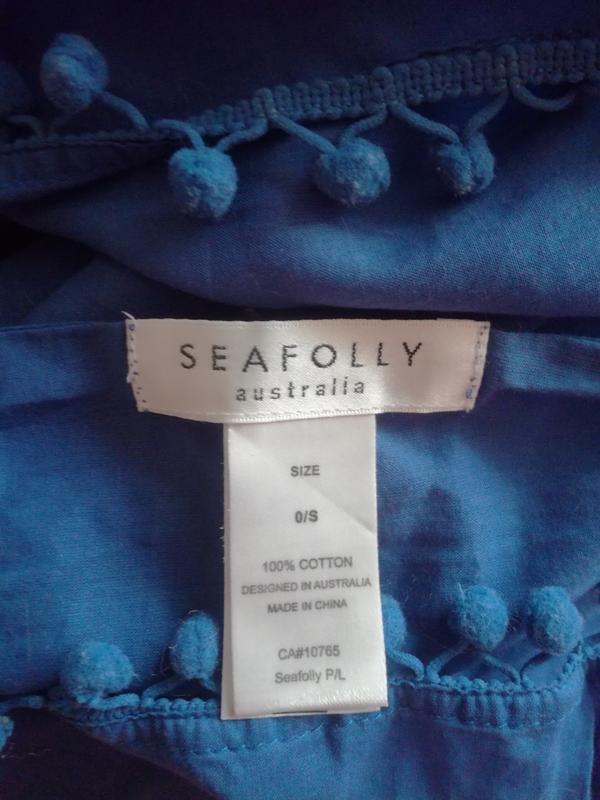 SEAFOLLY
australia
SIZE
0/S
100% COTTON
DESIGNED IN AUSTRALIA
MADE IN CHINA
CA#10765
Seafolly P/L